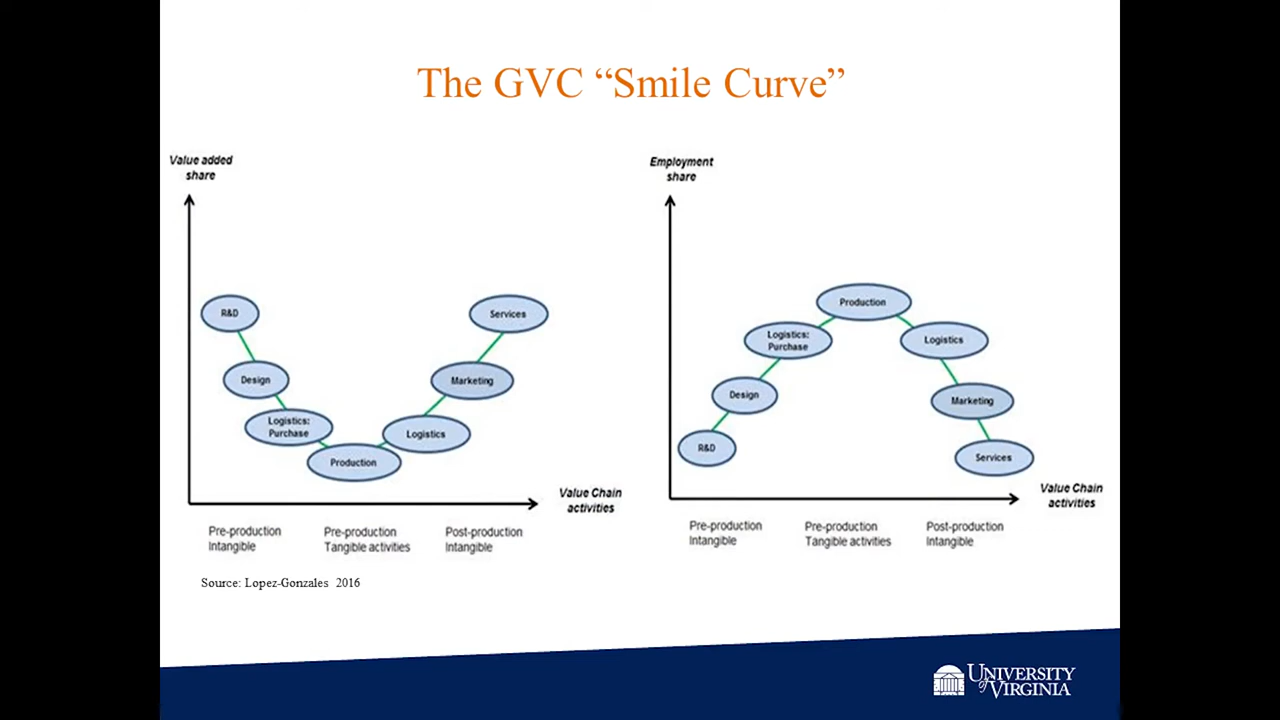 The GVC “Smile Curve”
Value added
share
R&D
Design
Logistics:
Purchase
Production
Logistics
Marketing
Services
Value Chain
activities
Pre-production
Intangible
Pre-production
Tangible activities
Post-production
Intangible
Employment
share
R&D
Design
Logistics:
Purchase
Production
Logistics
Marketing
Services
Value Chain
activities
Pre-production
Intangible
Pre-production
Tangible activities
Post-production
Intangible
Source: Lopez-Gonzales 2016
UNIVERSITY
of VIRGINIA